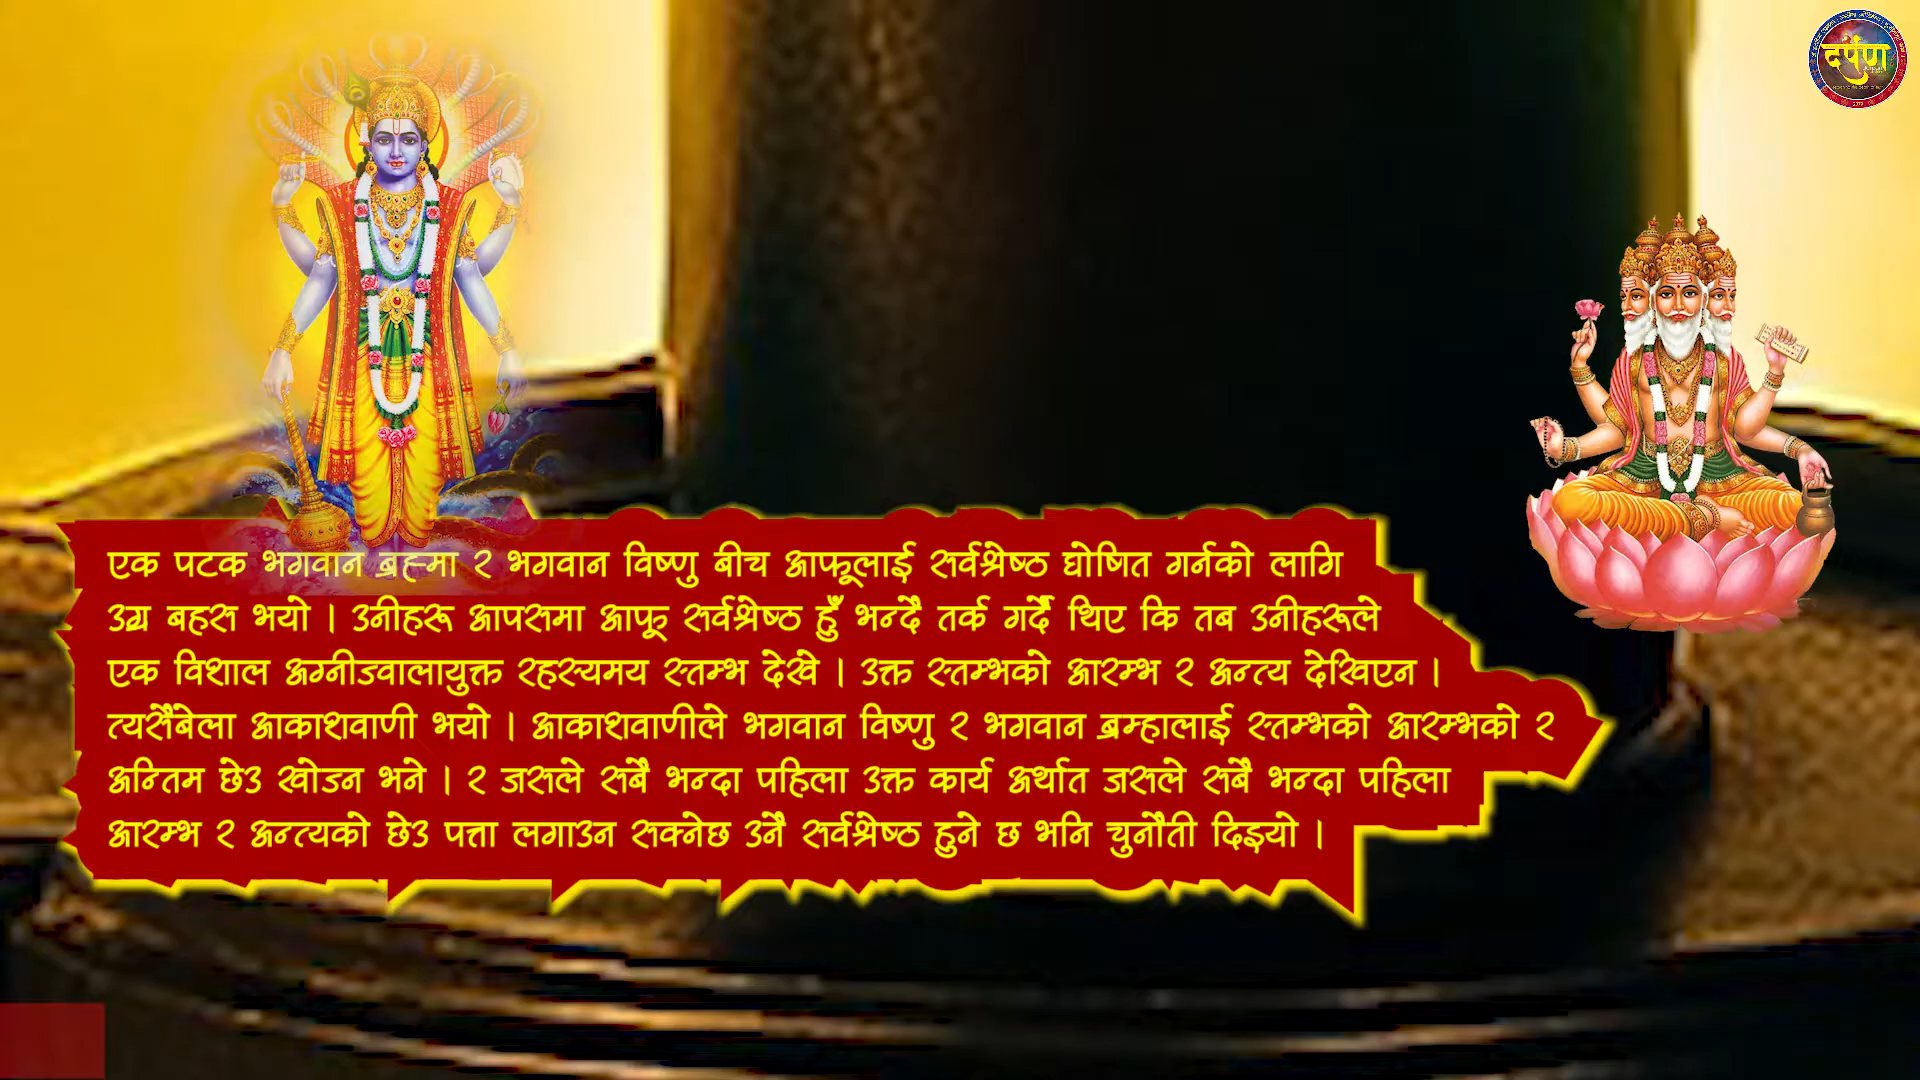 दर्पण
एक पटक भगवान ब्रह्मा र भगवान विष्णु बीच आफूलाई सर्वश्रेष्ठ घोषित गर्नको लागि
उग्र बहस भयो । उनीहरू आपसमा आफू सर्वश्रेष्ठ हुँ भन्दै तर्क गर्दै थिए कि तब उनीहरूले
एक विशाल अग्नीज्वालायुक्त रहस्यमय स्तम्भ देखे । उक्त स्तम्भको आरम्भ र अन्त्य देखिएन ।
त्यसैबेला आकाशवाणी भयो । आकाशवाणीले भगवान विष्णु र भगवान ब्रम्हालाई स्तम्भको आरम्भको र
अन्तिम छेउ खोज्न भने । र जसले सबै भन्दा पहिला उक्त कार्य अर्थात जसले सबै भन्दा पहिला
आरम्भ र अन्त्यको छेउ पत्ता लगाउन सक्नेछ उनै सर्वश्रेष्ठ हुने छ भनि चुनौती दिइयो ।